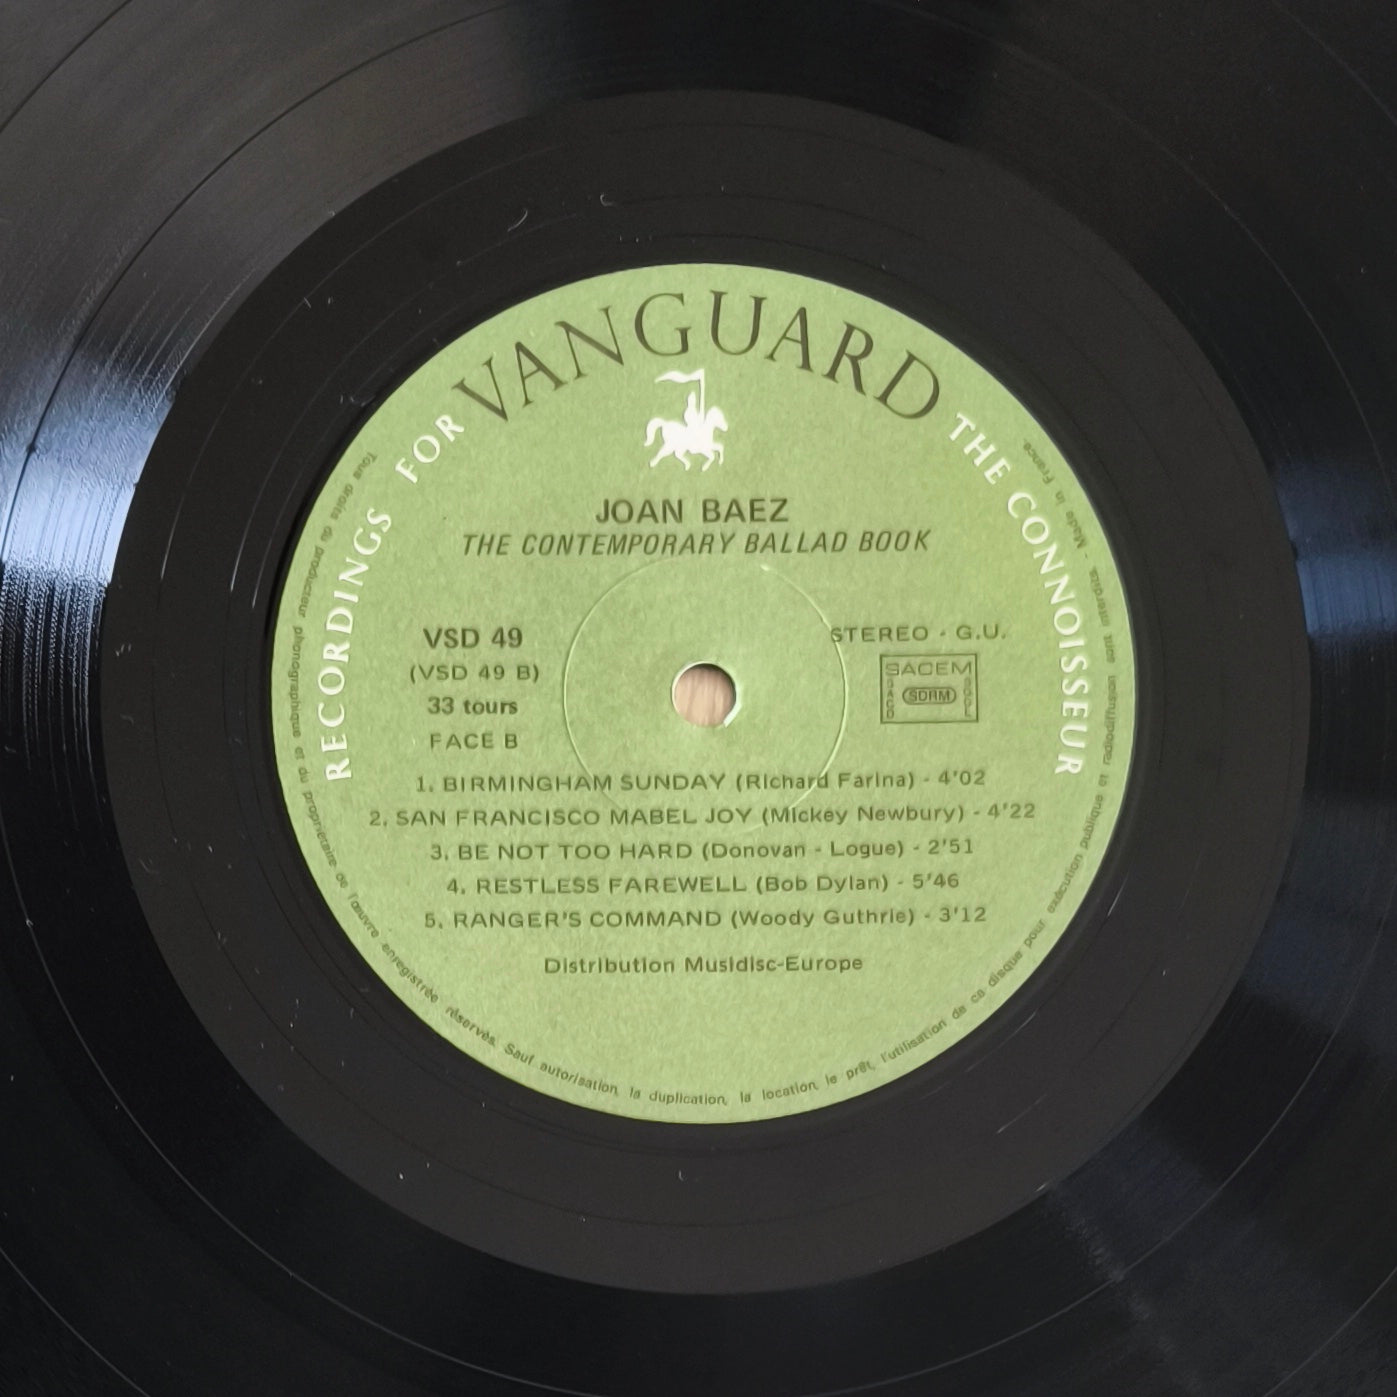 VANGUARD
RECORDINGS FOR THE CONNOISSEUR
JOAN BAEZ
THE CONTEMPORARY BALLAD BOOK
VSD 49
(VSD 49 B)
33 tours
FACE B
STEREO - G.U.
SACEM
SACD
SDRM
SGDL
1. BIRMINGHAM SUNDAY (Richard Farina) - 4'02
2. SAN FRANCISCO MABEL JOY (Mickey Newbury) - 4'22
3. BE NOT TOO HARD (Donovan - Logue) - 2'51
4. RESTLESS FAREWELL (Bob Dylan) - 5'46
5. RANGER'S COMMAND (Woody Guthrie) - 3'12
Distribution Musidisc-Europe
Tous droits du producteur phonographique et du propriétaire de l'œuvre enregistrée réservés. Sauf autorisation, la duplication, la location, le prêt, l'utilisation de ce disque pour exécution publique et radiodiffusion sont interdits. - Made in France.